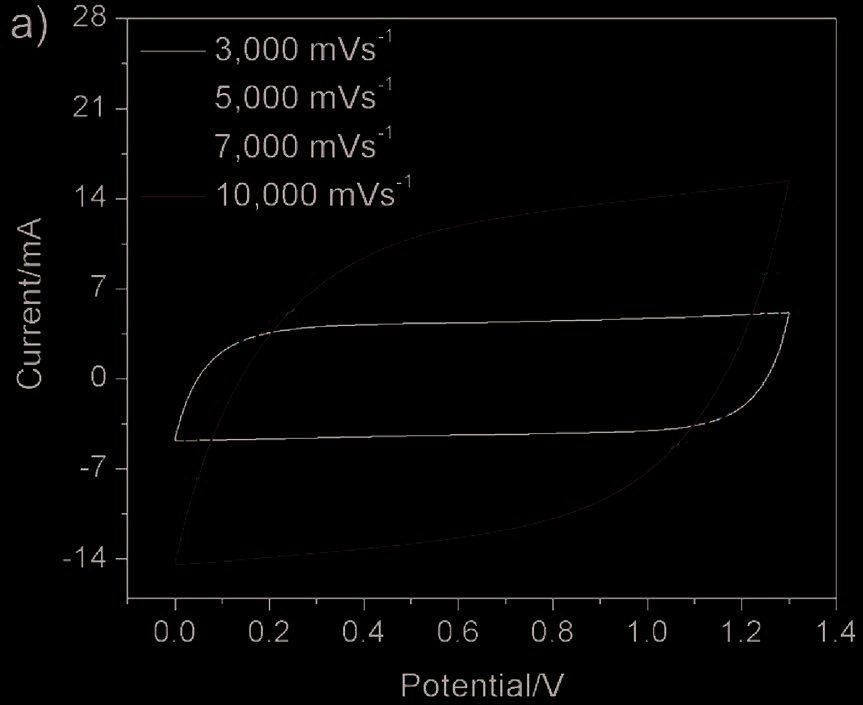 a)
28
21
14
7
0
-7
-14
Current/mA
3,000 mVs⁻¹
5,000 mVs⁻¹
7,000 mVs⁻¹
10,000 mVs⁻¹
0.0 0.2 0.4 0.6 0.8 1.0 1.2 1.4
Potential/V